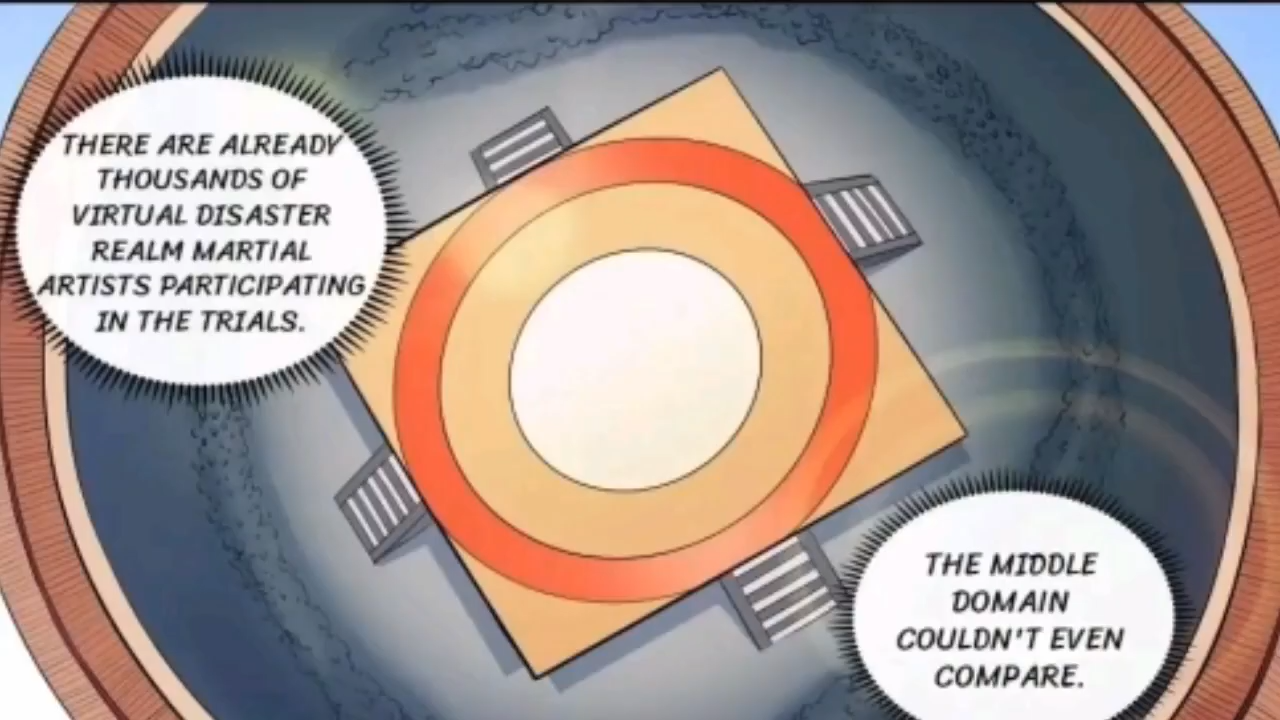 THERE ARE ALREADY
THOUSANDS OF
VIRTUAL DISASTER
REALM MARTIAL
ARTISTS PARTICIPATING
IN THE TRIALS.
THE MIDDLE
DOMAIN
COULDN'T EVEN
COMPARE.